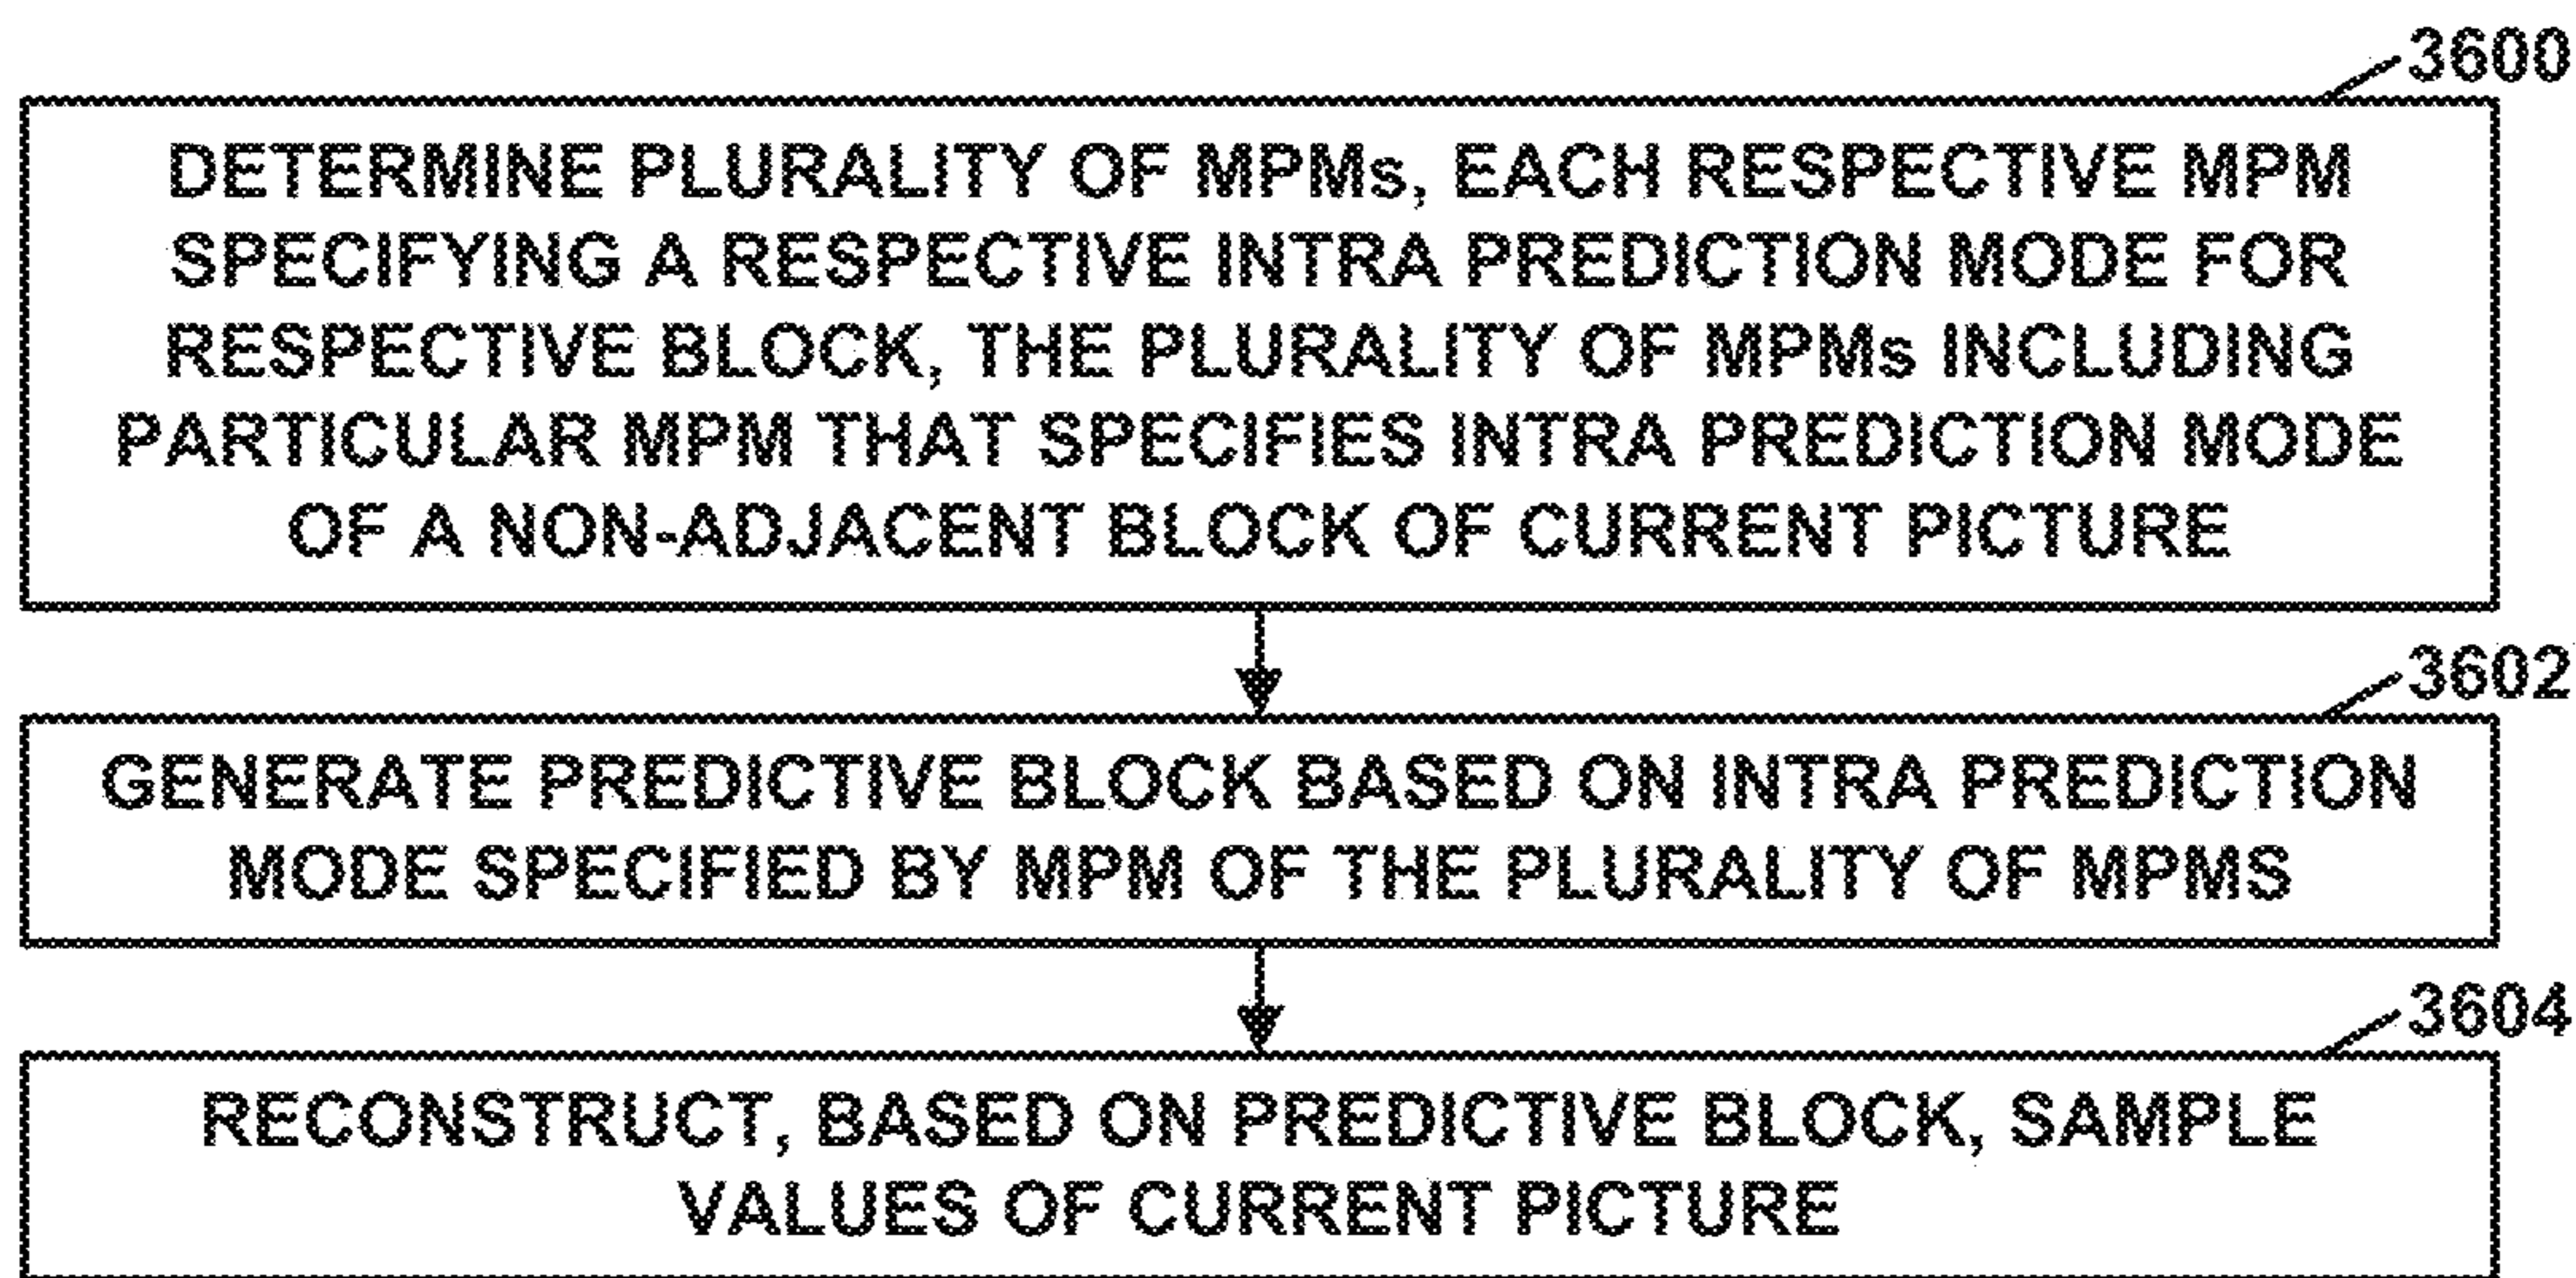 3600
DETERMINE PLURALITY OF MPMs, EACH RESPECTIVE MPM
SPECIFYING A RESPECTIVE INTRA PREDICTION MODE FOR
RESPECTIVE BLOCK, THE PLURALITY OF MPMs INCLUDING
PARTICULAR MPM THAT SPECIFIES INTRA PREDICTION MODE
OF A NON-ADJACENT BLOCK OF CURRENT PICTURE
3602
GENERATE PREDICTIVE BLOCK BASED ON INTRA PREDICTION
MODE SPECIFIED BY MPM OF THE PLURALITY OF MPMS
3604
RECONSTRUCT, BASED ON PREDICTIVE BLOCK, SAMPLE
VALUES OF CURRENT PICTURE